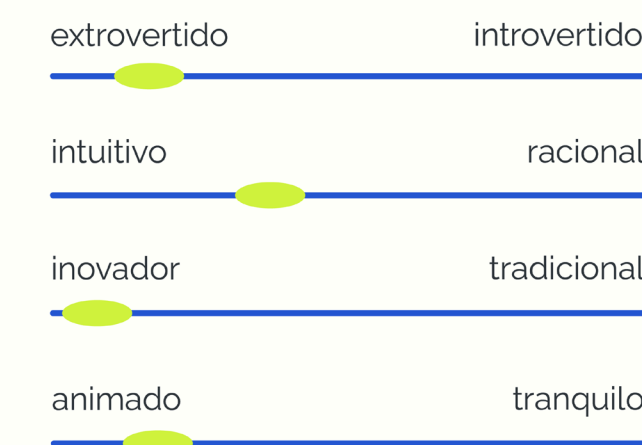 extrovertido introvertido
intuitivo racional
inovador tradicional
animado tranquilo